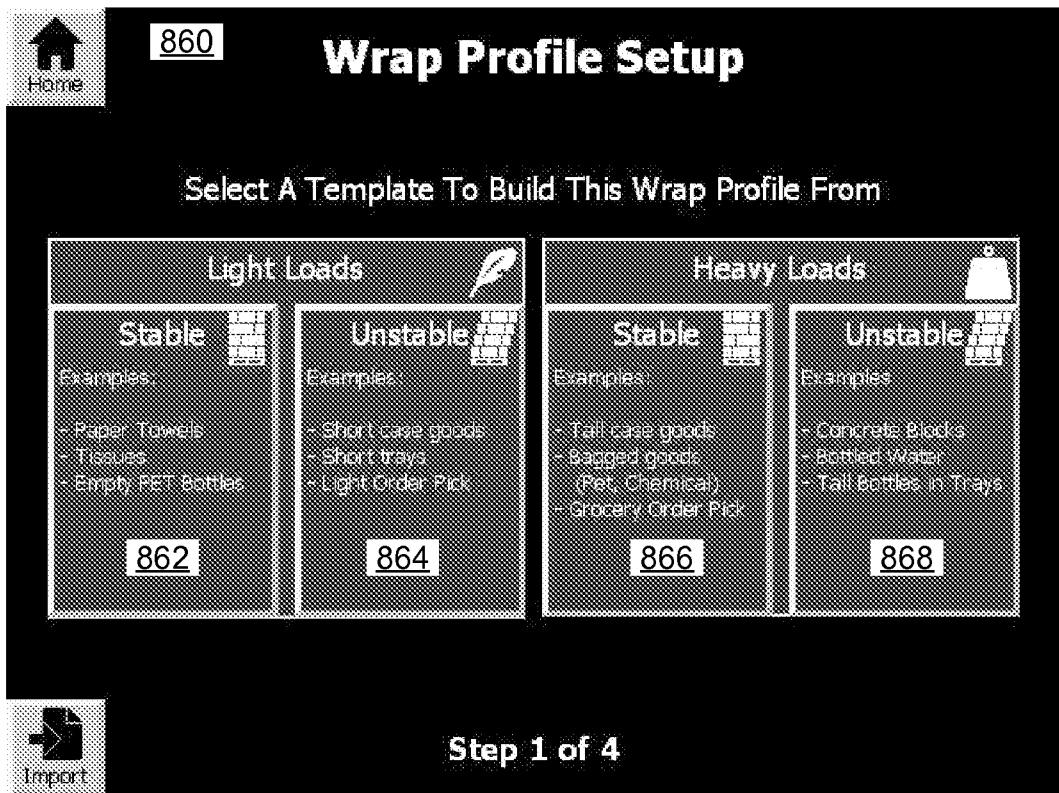 Home
860
Wrap Profile Setup
Select A Template To Build This Wrap Profile From
Light Loads
Stable
Examples:
- Paper Towels
- Tissues
- Empty PET Bottles
862
Unstable
Examples:
- Short case goods
- Short trays
- Light Order Pick
864
Heavy Loads
Stable
Examples:
- Tall case goods
- Bagged goods
(Pet, Chemical)
- Grocery Order Pick
866
Unstable
Examples
- Concrete Blocks
- Bottled Water
- Tall Bottles in Trays
868
Import
Step 1 of 4